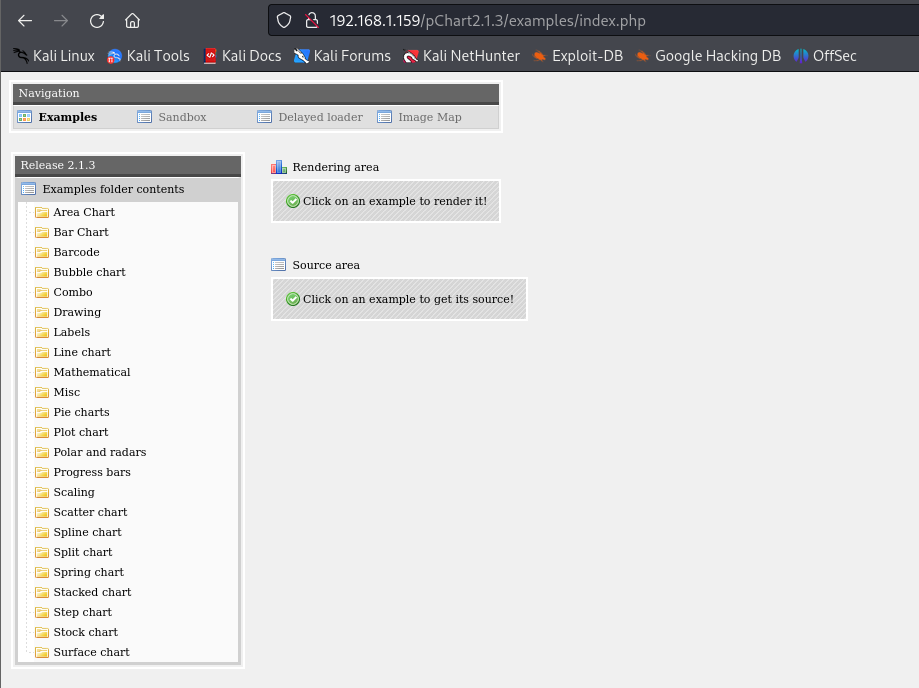 192.168.1.159/pChart2.1.3/examples/index.php
Kali Linux Kali Tools Kali Docs Kali Forums Kali NetHunter Exploit-DB Google Hacking DB OffSec
Navigation
Examples Sandbox Delayed loader Image Map
Release 2.1.3
Examples folder contents
Area Chart
Bar Chart
Barcode
Bubble chart
Combo
Drawing
Labels
Line chart
Mathematical
Misc
Pie charts
Plot chart
Polar and radars
Progress bars
Scaling
Scatter chart
Spline chart
Split chart
Spring chart
Stacked chart
Step chart
Stock chart
Surface chart
Rendering area
Click on an example to render it!
Source area
Click on an example to get its source!